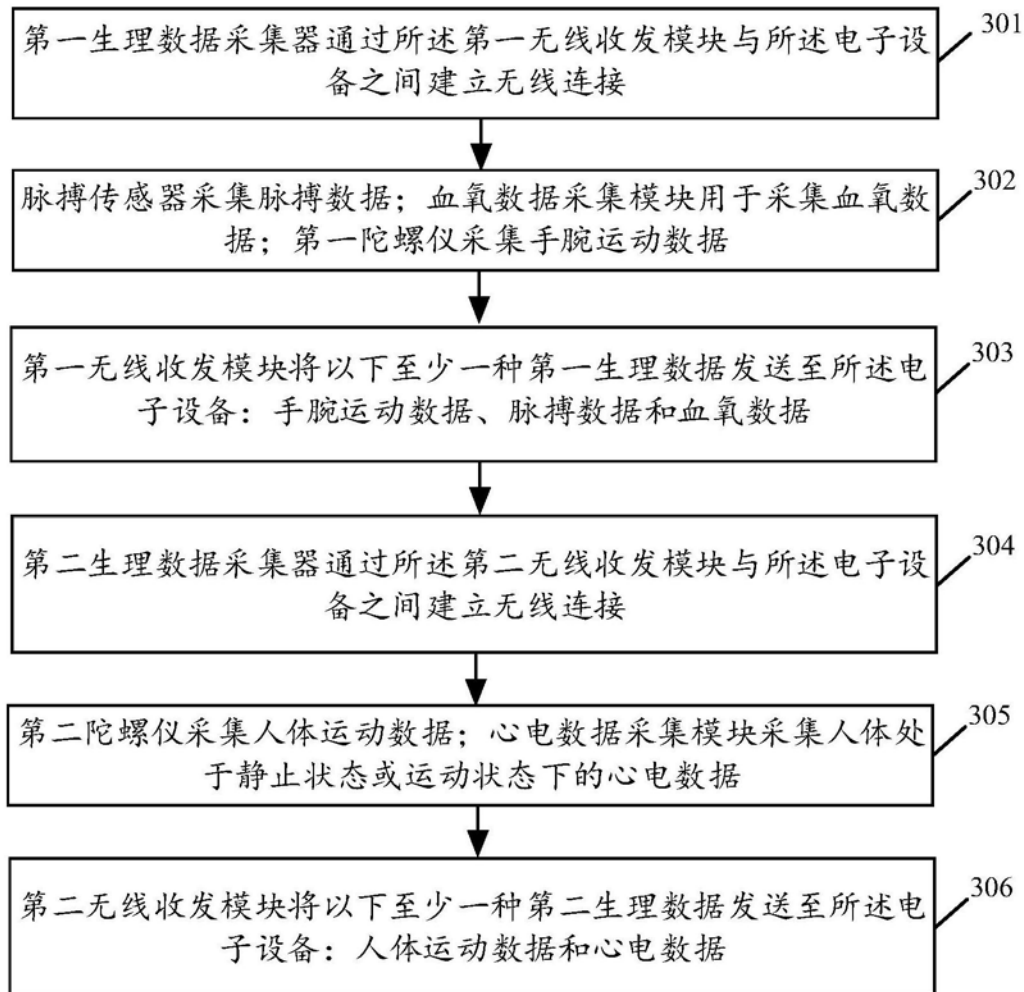 第一生理数据采集器通过所述第一无线收发模块与所述电子设
备之间建立无线连接
301
脉搏传感器采集脉搏数据；血氧数据采集模块用于采集血氧数
据；第一陀螺仪采集手腕运动数据
302
第一无线收发模块将以下至少一种第一生理数据发送至所述电
子设备：手腕运动数据、脉搏数据和血氧数据
303
第二生理数据采集器通过所述第二无线收发模块与所述电子设
备之间建立无线连接
304
第二陀螺仪采集人体运动数据；心电数据采集模块采集人体处
于静止状态或运动状态下的心电数据
305
第二无线收发模块将以下至少一种第二生理数据发送至所述电
子设备：人体运动数据和心电数据
306